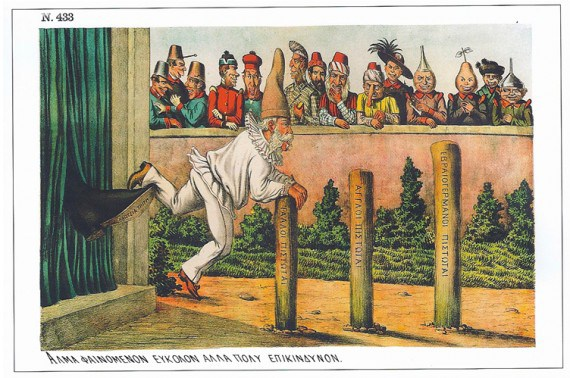 N. 433
ΓΑΛΛΟΙ ΠΙΣΤΩΤΑΙ
ΑΓΓΛΟΙ ΠΙΣΤΩΤΑΙ
ΕΒΡΑΙΟΓΕΡΜΑΝΟΙ ΠΙΣΤΩΤΑΙ
ΑΛΜΑ ΦΑΙΝΟΜΕΝΟΝ ΕΥΚΟΛΟΝ ΑΛΛΑ ΠΟΛΥ ΕΠΙΚΙΝΔΥΝΟΝ.